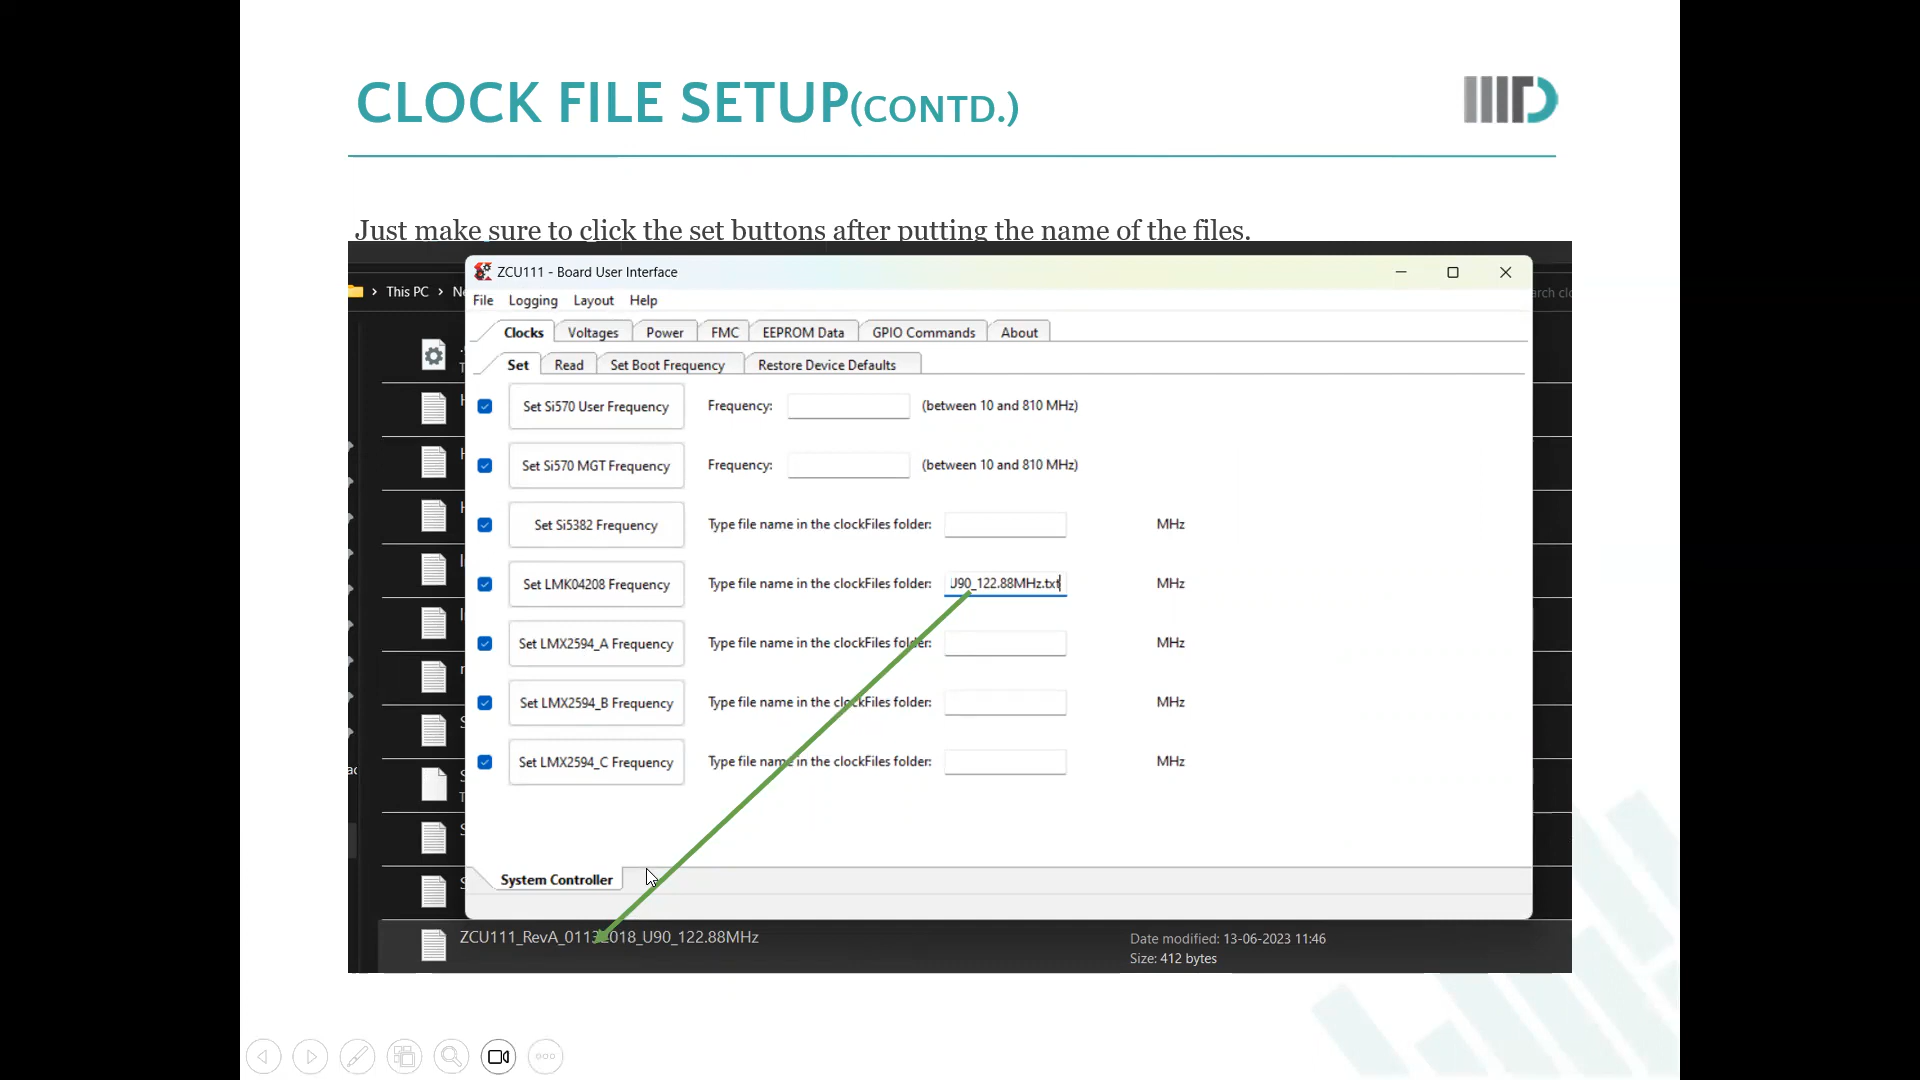 CLOCK FILE SETUP(CONTD.)
IIITD
Just make sure to click the set buttons after putting the name of the files.
This PC
ZCU111 - Board User Interface
File Logging Layout Help
Clocks Voltages Power FMC EEPROM Data GPIO Commands About
Set Read Set Boot Frequency Restore Device Defaults
Set Si570 User Frequency Frequency: (between 10 and 810 MHz)
Set Si570 MGT Frequency Frequency: (between 10 and 810 MHz)
Set Si5382 Frequency Type file name in the clockFiles folder: MHz
Set LMK04208 Frequency Type file name in the clockFiles folder: U90_122.88MHz.txt MHz
Set LMX2594_A Frequency Type file name in the clockFiles folder: MHz
Set LMX2594_B Frequency Type file name in the clockFiles folder: MHz
Set LMX2594_C Frequency Type file name in the clockFiles folder: MHz
System Controller
Date modified: 13-06-2023 11:46
Size: 412 bytes